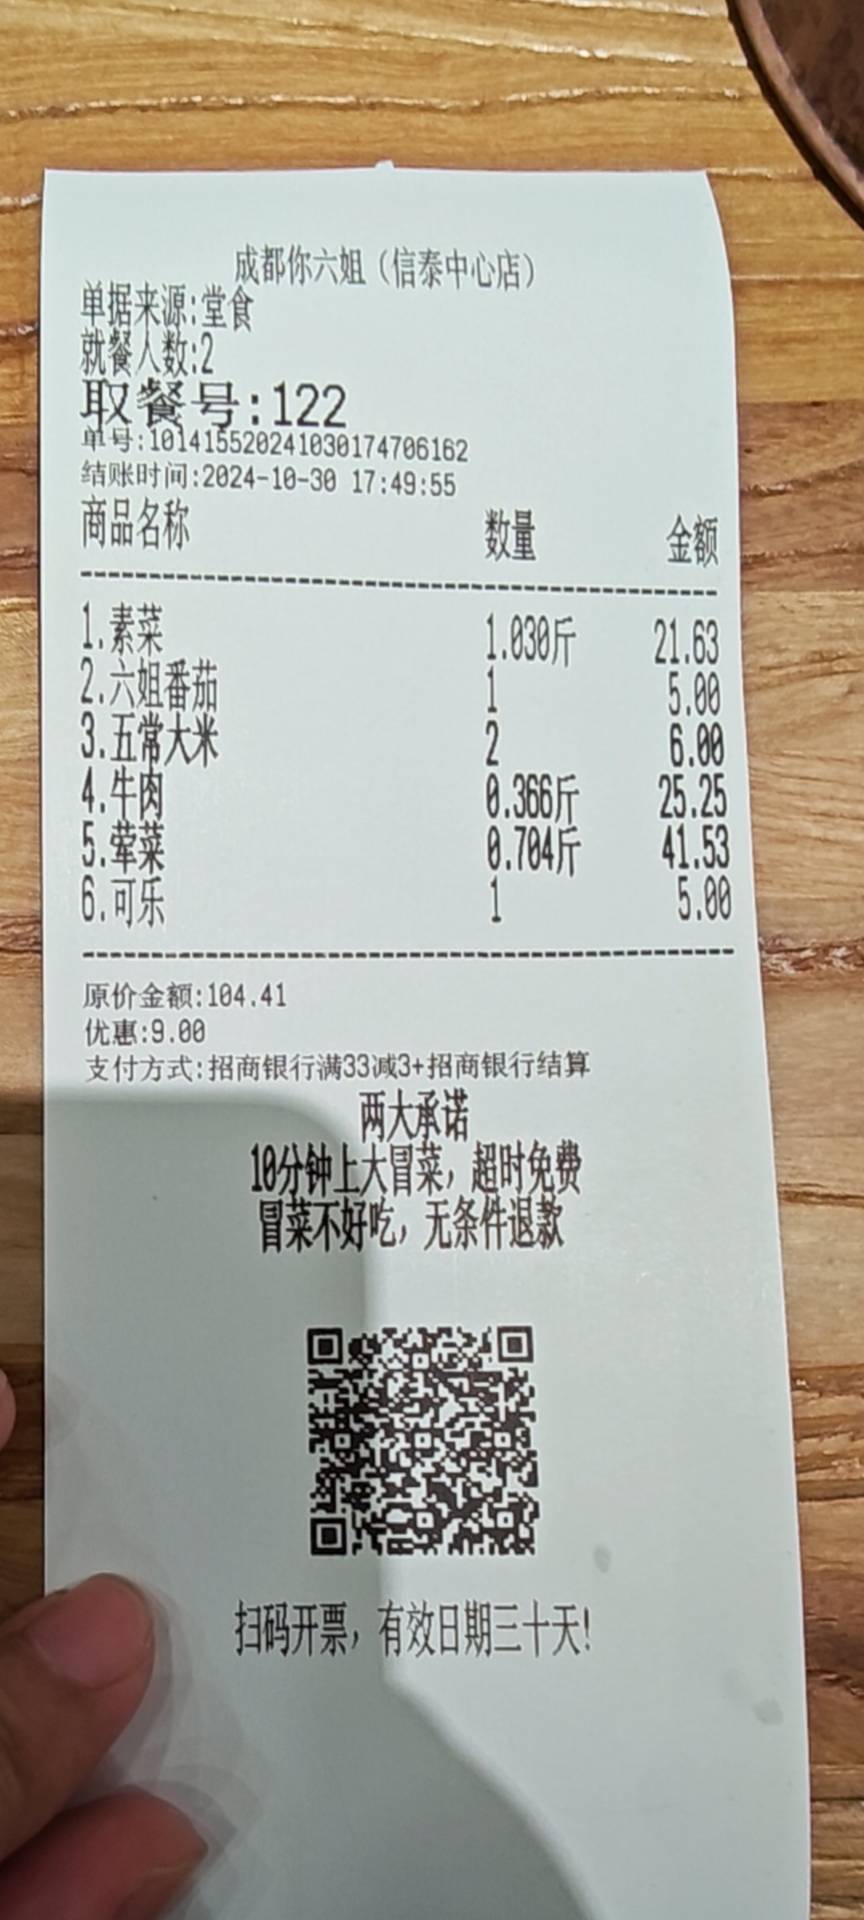 成都你六姐（信泰中心店）
单据来源:堂食
就餐人数:2
取餐号:122
单号:101415520241030174706162
结账时间:2024-10-30 17:49:55
商品名称 数量 金额
1.素菜 1.030斤 21.63
2.六姐番茄 1 5.00
3.五常大米 2 6.00
4.牛肉 0.366斤 25.25
5.荤菜 0.704斤 41.53
6.可乐 1 5.00
原价金额:104.41
优惠:9.00
支付方式:招商银行满33减3+招商银行结算
两大承诺
10分钟上大冒菜，超时免费
冒菜不好吃，无条件退款
扫码开票，有效日期三十天!